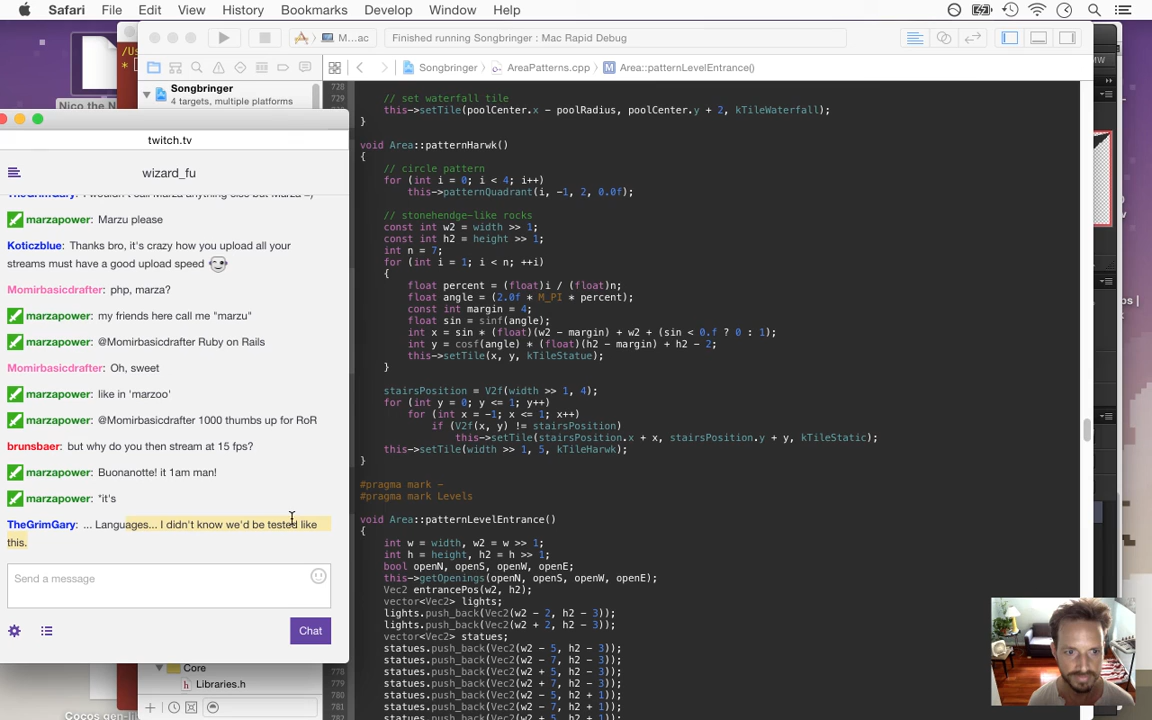 Safari File Edit View History Bookmarks Develop Window Help
M...ac
Finished running Songbringer : Mac Rapid Debug
Songbringer
4 targets, multiple platforms
Songbringer AreaPatterns.cpp M Area::patternLevelEntrance()
Nico the N
twitch.tv
wizard_fu
marzapower: Marzu please
Koticzblue: Thanks bro, it's crazy how you upload all your
streams must have a good upload speed
Momirbasicdrafter: php, marza?
marzapower: my friends here call me "marzu"
marzapower: @Momirbasicdrafter Ruby on Rails
Momirbasicdrafter: Oh, sweet
marzapower: like in 'marzoo'
marzapower: @Momirbasicdrafter 1000 thumbs up for RoR
brunsbaer: but why do you then stream at 15 fps?
marzapower: Buonanotte! it 1am man!
marzapower: *it's
TheGrimGary: ... Languages... I didn't know we'd be tested like
this.
Send a message
Chat
Core
Libraries.h
728
729
// set waterfall tile
this->setTile(poolCenter.x - poolRadius, poolCenter.y + 2, kTileWaterfall);
}
void Area::patternHarwk()
{
// circle pattern
for (int i = 0; i < 4; i++)
this->patternQuadrant(i, -1, 2, 0.0f);
// stonehendge-like rocks
const int w2 = width >> 1;
const int h2 = height >> 1;
int n = 7;
for (int i = 1; i < n; ++i)
{
float percent = (float)i / (float)n;
float angle = (2.0f * M_PI * percent);
const int margin = 4;
float sin = sinf(angle);
int x = sin * (float)(w2 - margin) + w2 + (sin < 0.f ? 0 : 1);
int y = cosf(angle) * (float)(h2 - margin) + h2 - 2;
this->setTile(x, y, kTileStatue);
}
stairsPosition = V2f(width >> 1, 4);
for (int y = 0; y <= 1; y++)
for (int x = -1; x <= 1; x++)
if (V2f(x, y) != stairsPosition)
this->setTile(stairsPosition.x + x, stairsPosition.y + y, kTileStatic);
this->setTile(width >> 1, 5, kTileHarwk);
}
#pragma mark -
#pragma mark Levels
void Area::patternLevelEntrance()
{
int w = width, w2 = w >> 1;
int h = height, h2 = h >> 1;
bool openN, openS, openW, openE;
this->getOpenings(openN, openS, openW, openE);
Vec2 entrancePos(w2, h2);
vector<Vec2> lights;
lights.push_back(Vec2(w2 - 2, h2 - 3));
lights.push_back(Vec2(w2 + 2, h2 - 3));
vector<Vec2> statues;
statues.push_back(Vec2(w2 - 5, h2 - 3));
statues.push_back(Vec2(w2 - 7, h2 - 3));
statues.push_back(Vec2(w2 + 5, h2 - 3));
statues.push_back(Vec2(w2 + 7, h2 - 3));
statues.push_back(Vec2(w2 - 5, h2 + 1));
statues.push_back(Vec2(w2 - 7, h2 + 1));
778
779
780
781